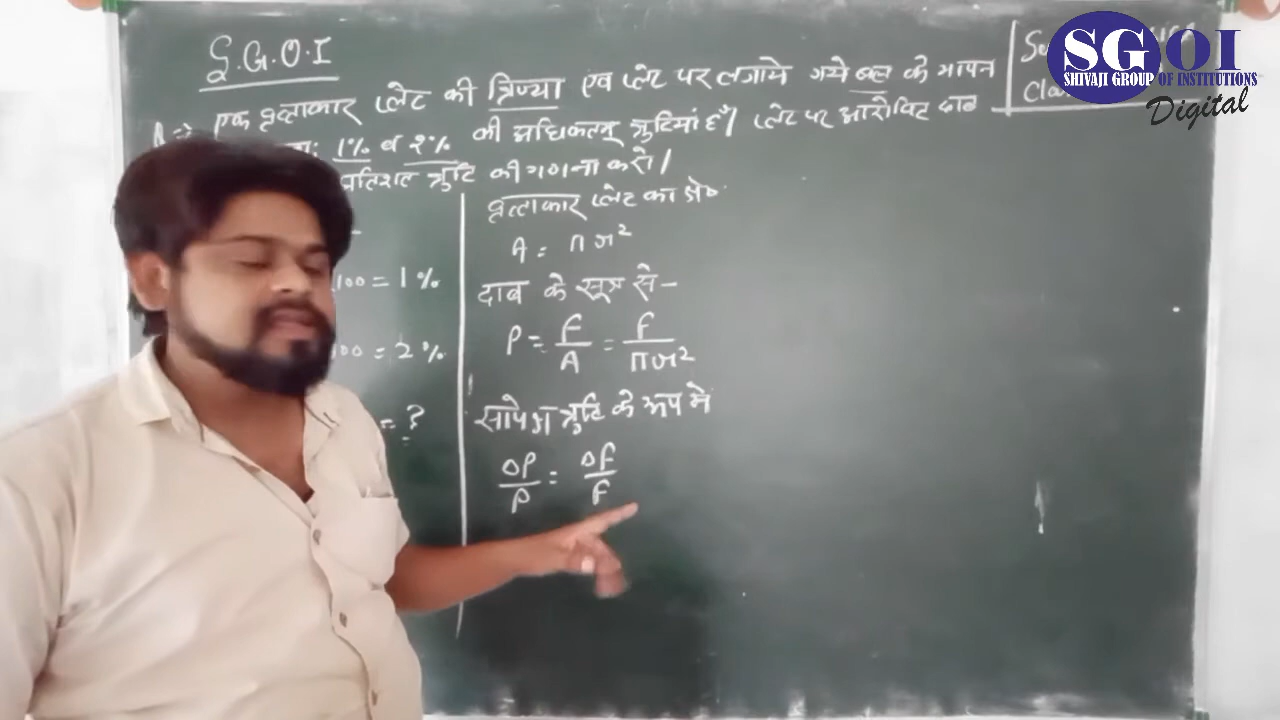 S.G.O.I
एक वृत्ताकार प्लेट की त्रिज्या एवं प्लेट पर लगाये गये बल के मापन
1% व 2% की अधिकतम् त्रुटियां हैं। प्लेट पर आरोपित दाब
प्रतिशत त्रुटि की गणना करो।
100 = 1%
100 = 2%
= ?
वृत्ताकार प्लेट का क्षे॰
A = πr²
दाब के सूत्र से-
P = F/A = F/πr²
सापेक्ष त्रुटि के रूप में
ΔP/P = ΔF/F
SGOI
SHIVAJI GROUP OF INSTITUTIONS
Digital